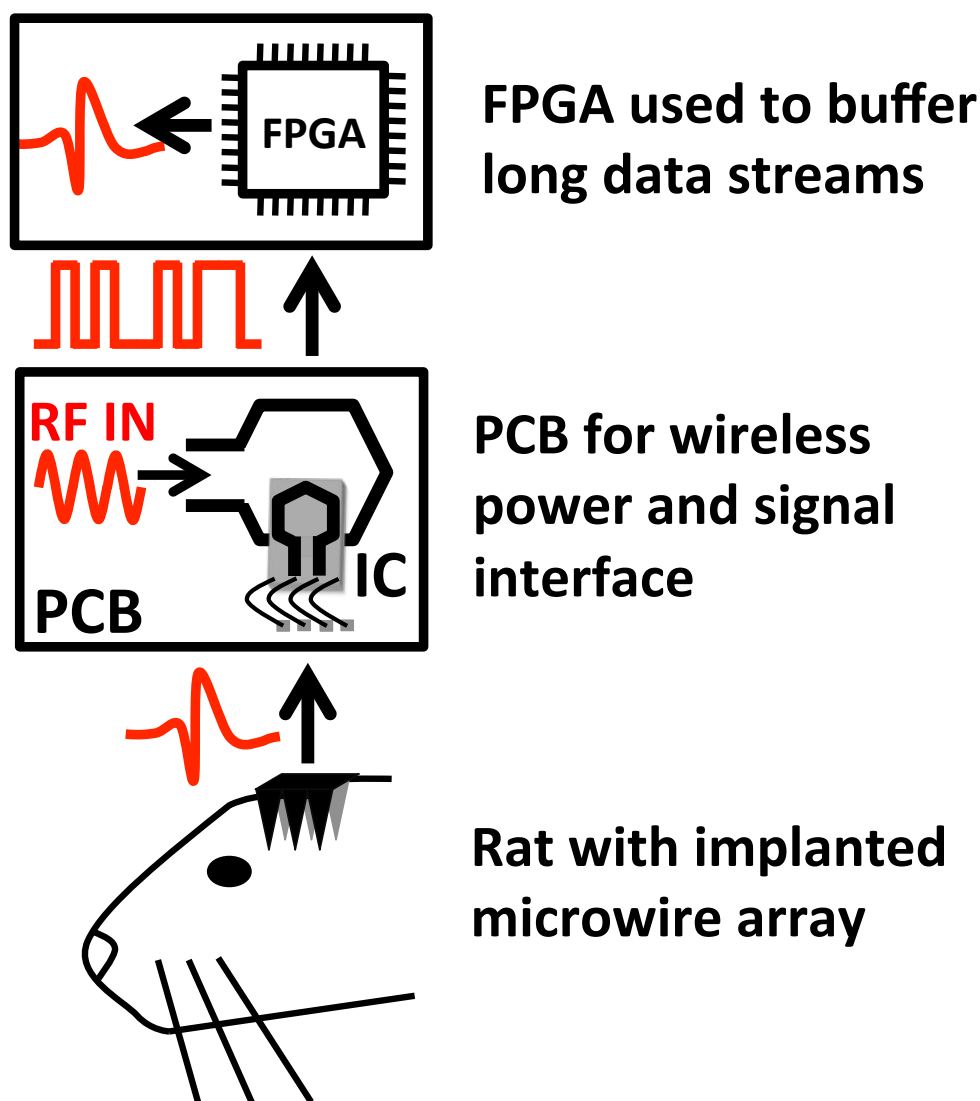 FPGA
FPGA used to buffer
long data streams
RF IN
IC
PCB
PCB for wireless
power and signal
interface
Rat with implanted
microwire array